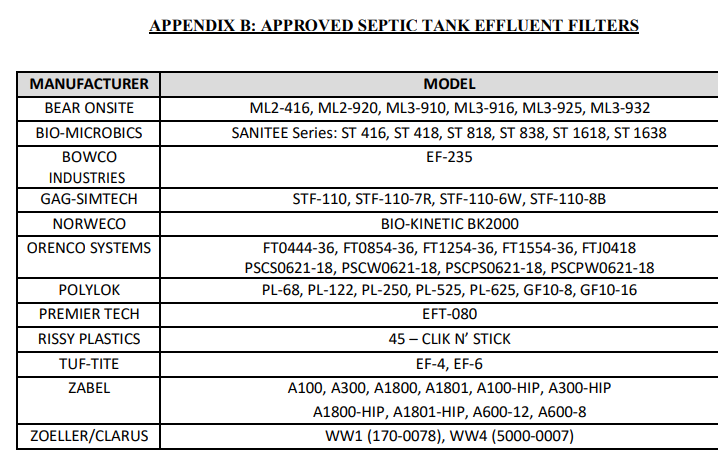 APPENDIX B: APPROVED SEPTIC TANK EFFLUENT FILTERS
MANUFACTURER MODEL
BEAR ONSITE ML2-416, ML2-920, ML3-910, ML3-916, ML3-925, ML3-932
BIO-MICROBICS SANITEE Series: ST 416, ST 418, ST 818, ST 838, ST 1618, ST 1638
BOWCO EF-235
INDUSTRIES
GAG-SIMTECH STF-110, STF-110-7R, STF-110-6W, STF-110-8B
NORWECO BIO-KINETIC BK2000
ORENCO SYSTEMS FT0444-36, FT0854-36, FT1254-36, FT1554-36, FTJ0418
PSCS0621-18, PSCW0621-18, PSCPS0621-18, PSCPW0621-18
POLYLOK PL-68, PL-122, PL-250, PL-525, PL-625, GF10-8, GF10-16
PREMIER TECH EFT-080
RISSY PLASTICS 45 – CLIK N’ STICK
TUF-TITE EF-4, EF-6
ZABEL A100, A300, A1800, A1801, A100-HIP, A300-HIP
A1800-HIP, A1801-HIP, A600-12, A600-8
ZOELLER/CLARUS WW1 (170-0078), WW4 (5000-0007)